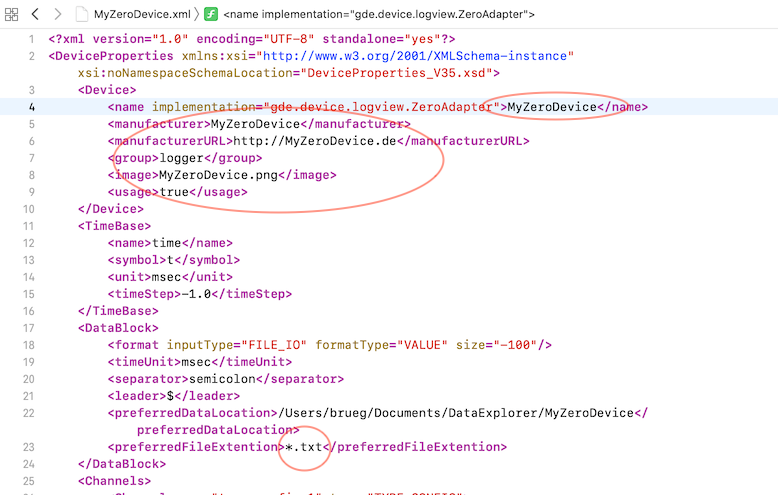 MyZeroDevice.xml 〉 f <name implementation="gde.device.logview.ZeroAdapter">
1 <?xml version="1.0" encoding="UTF-8" standalone="yes"?>
2 <DeviceProperties xmlns:xsi="http://www.w3.org/2001/XMLSchema-instance"
xsi:noNamespaceSchemaLocation="DeviceProperties_V35.xsd">
3 <Device>
4 <name implementation="gde.device.logview.ZeroAdapter">MyZeroDevice</name>
5 <manufacturer>MyZeroDevice</manufacturer>
6 <manufacturerURL>http://MyZeroDevice.de</manufacturerURL>
7 <group>logger</group>
8 <image>MyZeroDevice.png</image>
9 <usage>true</usage>
10 </Device>
11 <TimeBase>
12 <name>time</name>
13 <symbol>t</symbol>
14 <unit>msec</unit>
15 <timeStep>-1.0</timeStep>
16 </TimeBase>
17 <DataBlock>
18 <format inputType="FILE_IO" formatType="VALUE" size="-100"/>
19 <timeUnit>msec</timeUnit>
20 <separator>semicolon</separator>
21 <leader>$</leader>
22 <preferredDataLocation>/Users/brueg/Documents/DataExplorer/MyZeroDevice</
preferredDataLocation>
23 <preferredFileExtention>*.txt</preferredFileExtention>
24 </DataBlock>
25 <Channels>